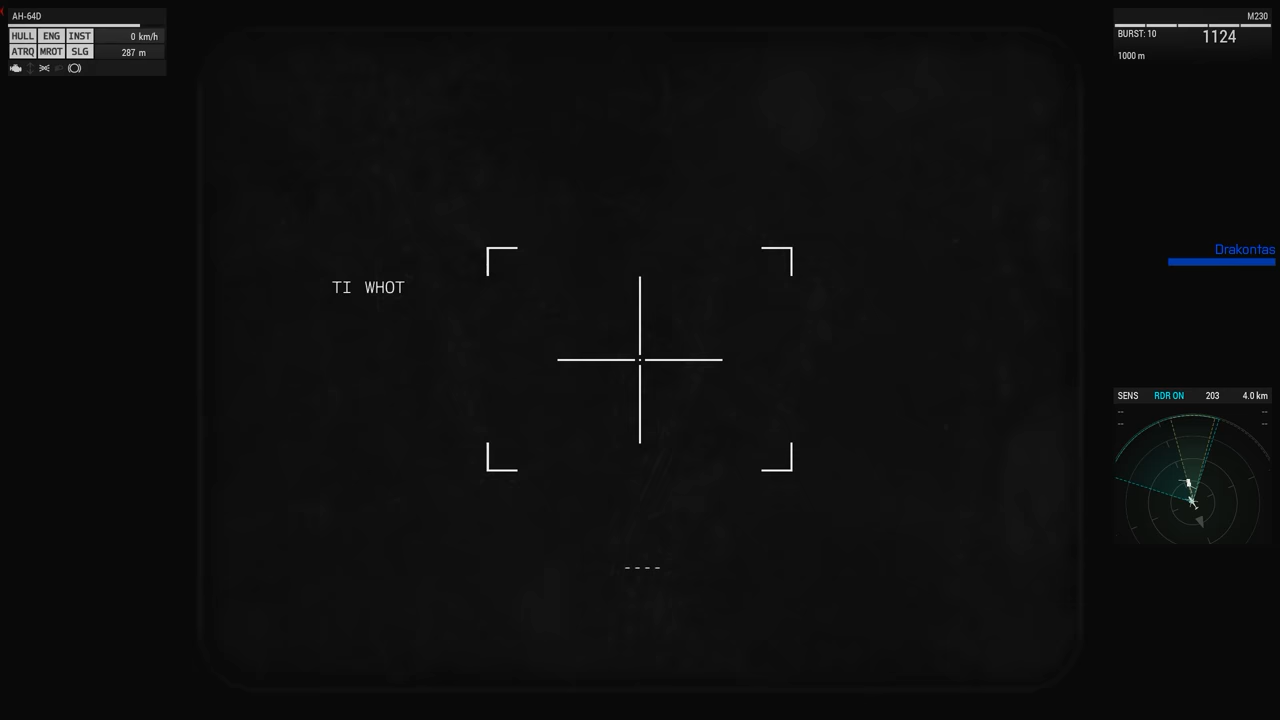 AH-64D
HULL ENG INST 0 km/h
ATRQ MROT SLG 287 m
M230
BURST: 10 1124
1000 m
Drakontas
TI WHOT
SENS RDR ON 203 4.0 km
-- --
-- --
----